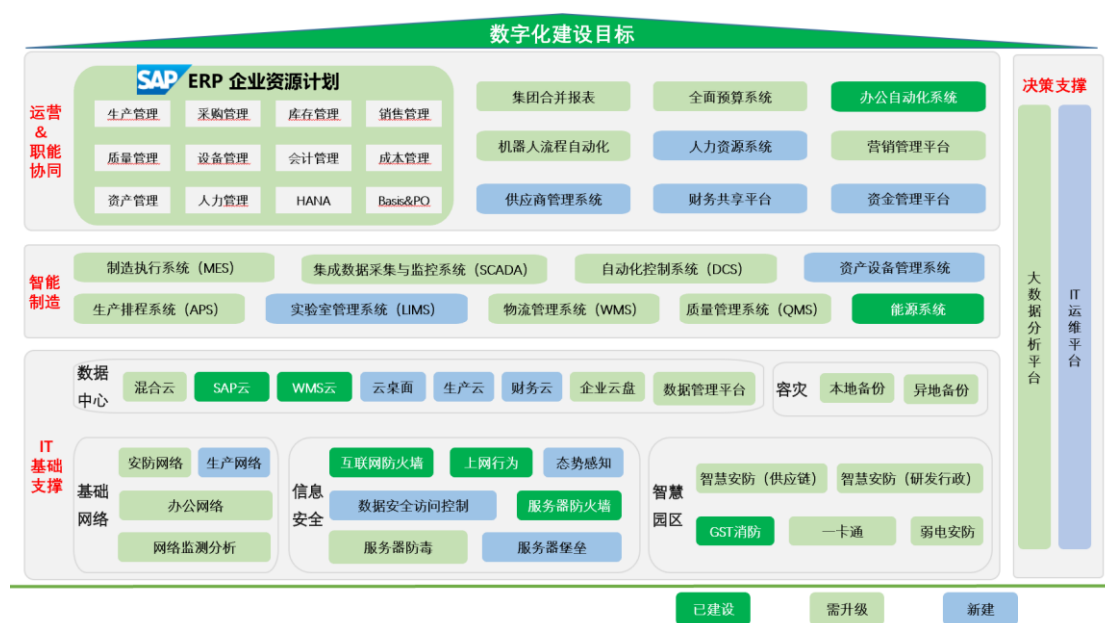 数字化建设目标
运营
&
职能
协同
SAP ERP 企业资源计划
生产管理
采购管理
库存管理
销售管理
质量管理
设备管理
会计管理
成本管理
资产管理
人力管理
HANA
Basis&PO
集团合并报表
全面预算系统
办公自动化系统
机器人流程自动化
人力资源系统
营销管理平台
供应商管理系统
财务共享平台
资金管理平台
智能
制造
制造执行系统（MES）
集成数据采集与监控系统（SCADA）
自动化控制系统（DCS）
资产设备管理系统
生产排程系统（APS）
实验室管理系统（LIMS）
物流管理系统（WMS）
质量管理系统（QMS）
能源系统
IT
基础
支撑
数据
中心
混合云
SAP云
WMS云
云桌面
生产云
财务云
企业云盘
数据管理平台
容灾
本地备份
异地备份
基础
网络
安防网络
生产网络
办公网络
网络监测分析
信息
安全
互联网防火墙
上网行为
态势感知
数据安全访问控制
服务器防火墙
服务器防毒
服务器堡垒
智慧
园区
智慧安防（供应链）
智慧安防（研发行政）
GST消防
一卡通
弱电安防
决策支撑
大数据分析平台
IT运维平台
已建设
需升级
新建